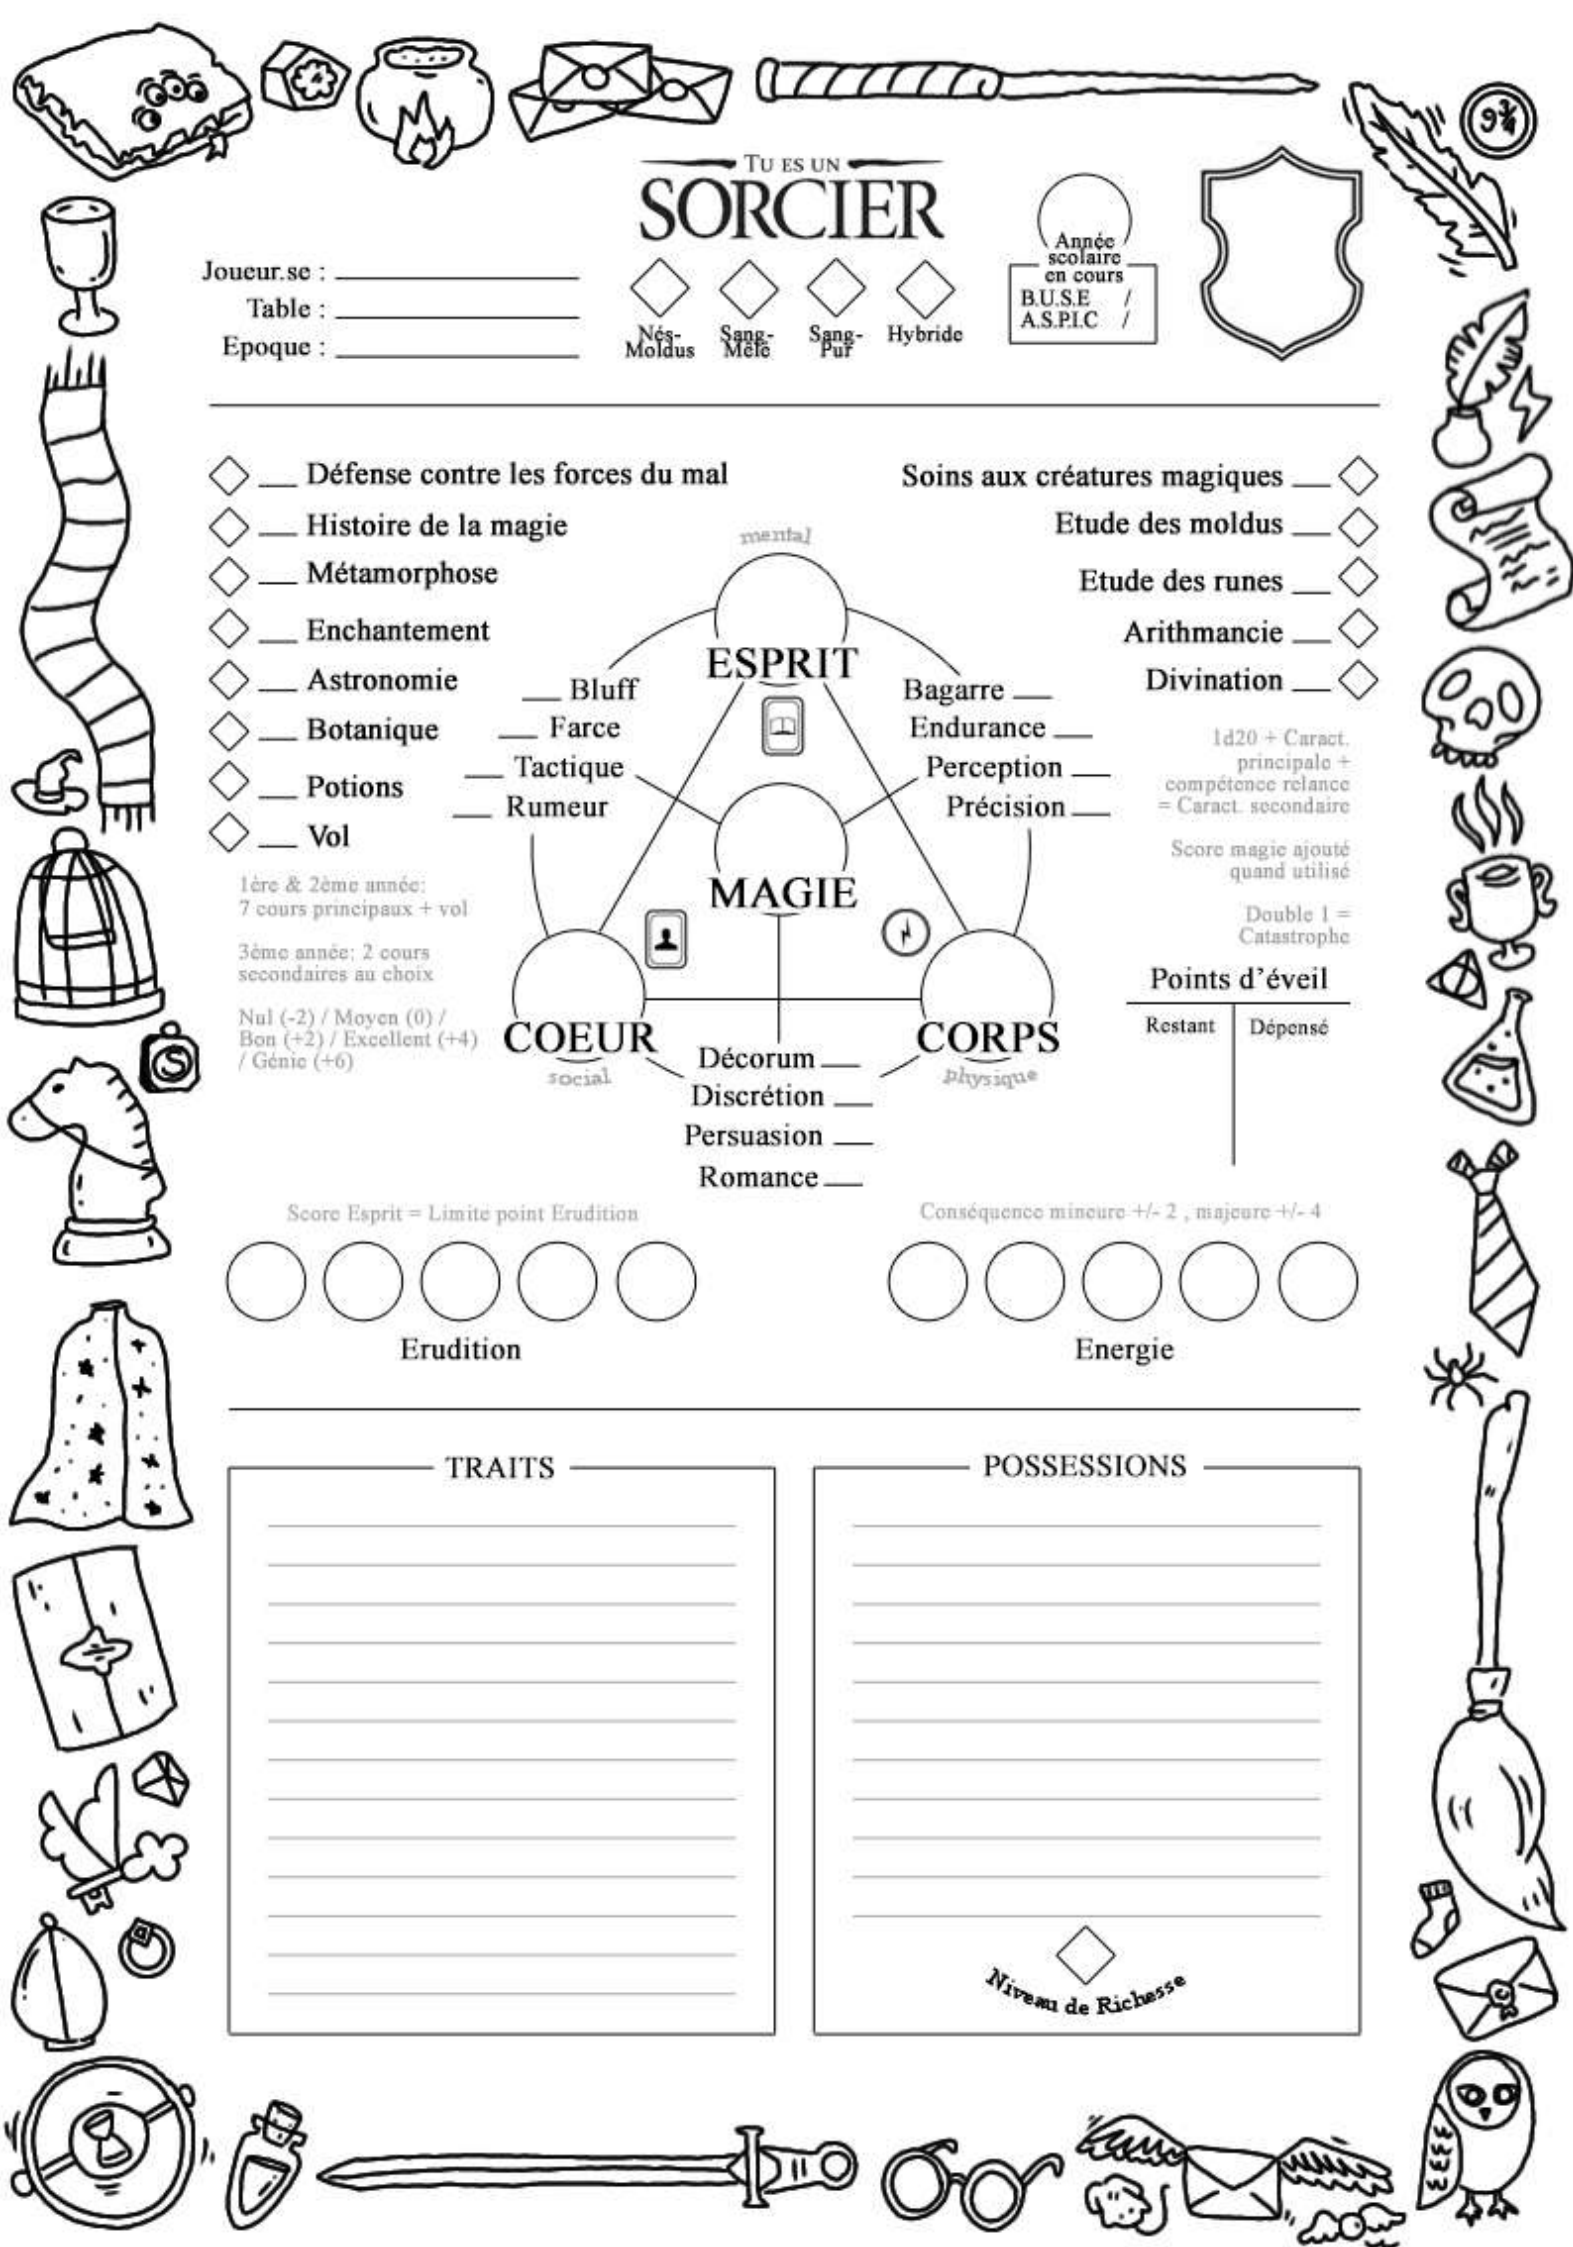 9 3/4
TU ES UN
SORCIER
Joueur.se :
Table :
Epoque :
Nés-
Moldus
Sang-
Mêlé
Sang-
Pur
Hybride
Année
scolaire
en cours
B.U.S.E /
A.S.P.I.C /
Défense contre les forces du mal
Histoire de la magie
Métamorphose
Enchantement
Astronomie
Botanique
Potions
Vol
1ère & 2ème année:
7 cours principaux + vol
3ème année: 2 cours
secondaires au choix
Nul (-2) / Moyen (0) /
Bon (+2) / Excellent (+4)
/ Génie (+6)
Soins aux créatures magiques
Etude des moldus
Etude des runes
Arithmancie
Divination
1d20 + Caract.
principale +
compétence relance
= Caract. secondaire
Score magie ajouté
quand utilisé
Double 1 =
Catastrophe
Points d'éveil
Restant
Dépensé
mental
ESPRIT
Bluff
Farce
Tactique
Rumeur
Bagarre
Endurance
Perception
Précision
MAGIE
COEUR
social
CORPS
physique
Décorum
Discrétion
Persuasion
Romance
S
Score Esprit = Limite point Erudition
Erudition
Conséquence mineure +/- 2 , majeure +/- 4
Energie
TRAITS
POSSESSIONS
Niveau de Richesse